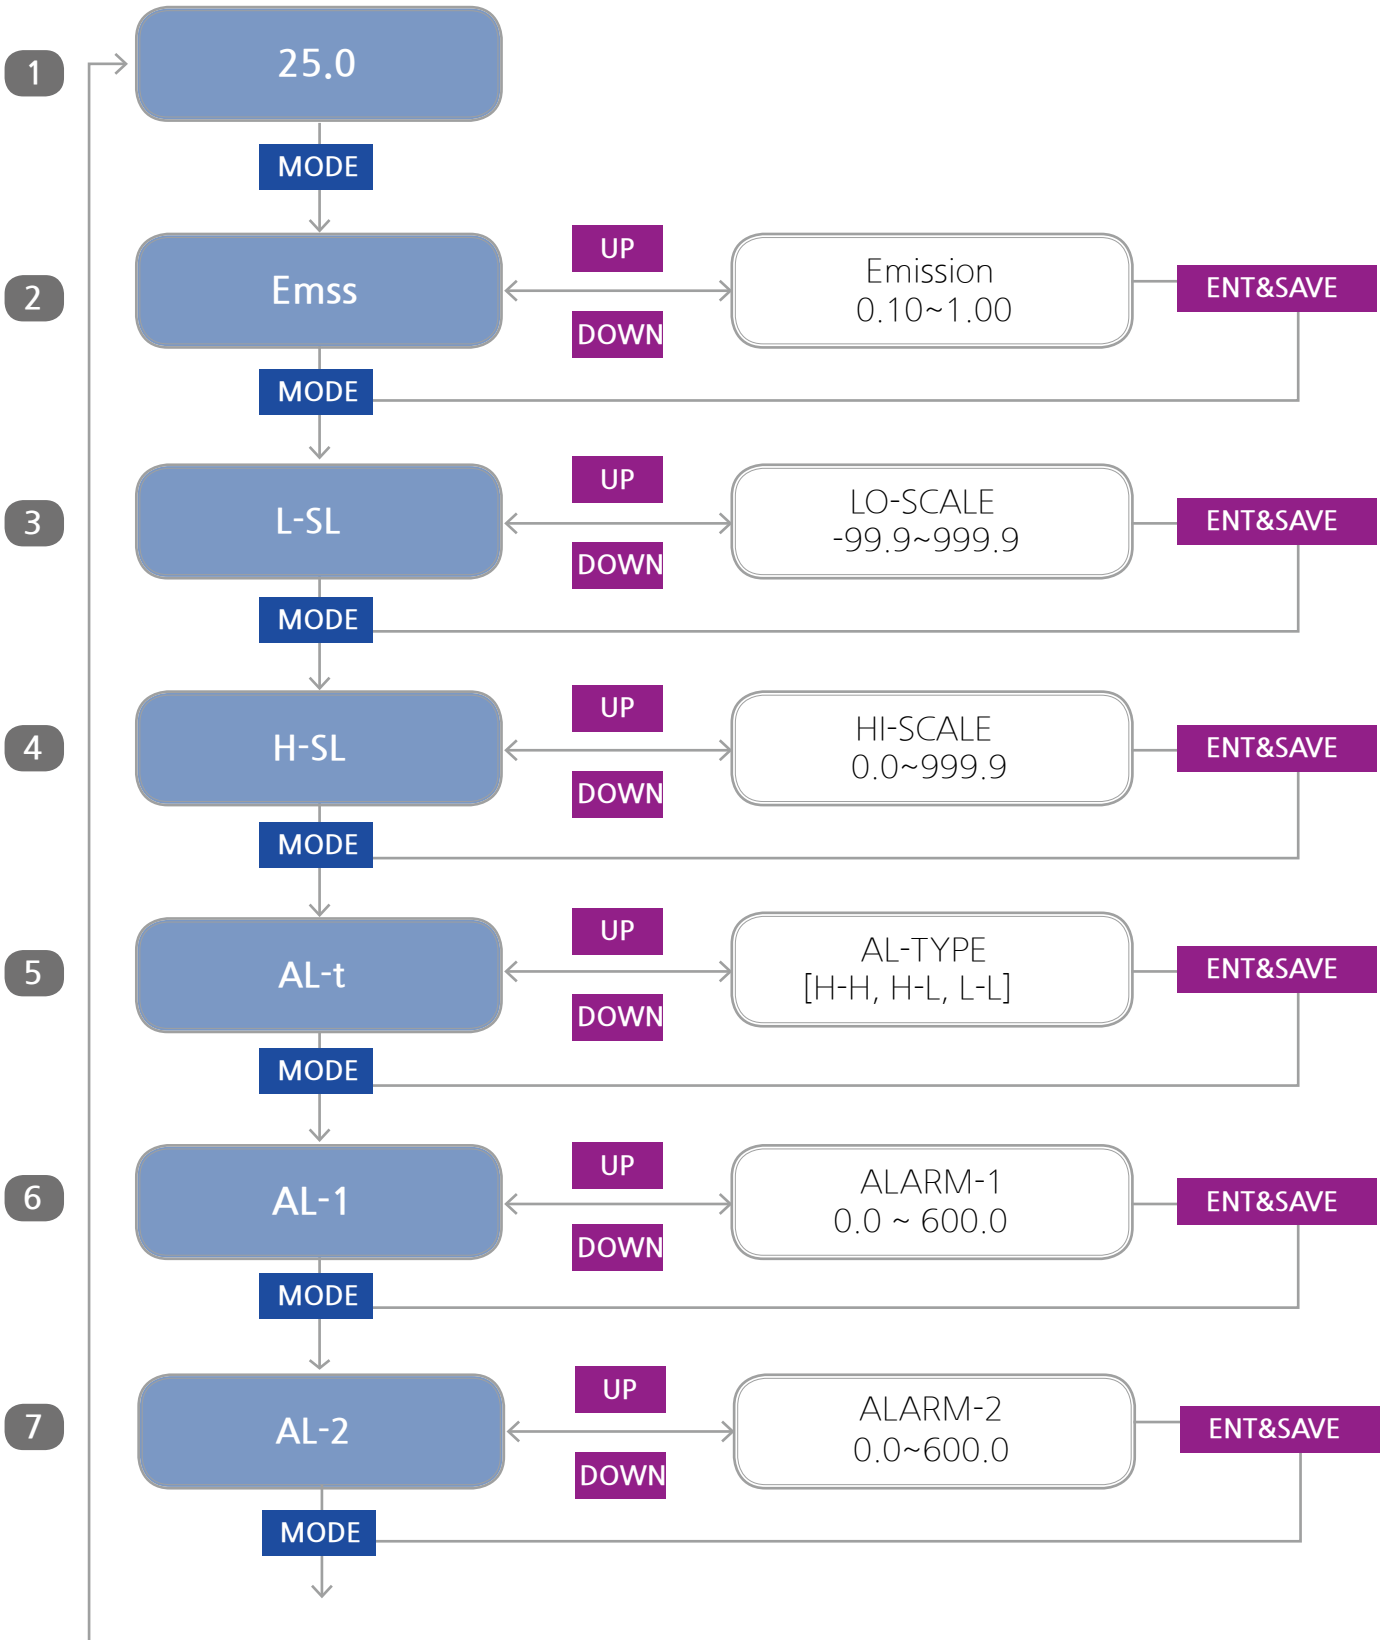 1
25.0
MODE
2
Emss
UP
DOWN
Emission
0.10~1.00
ENT&SAVE
MODE
3
L-SL
UP
DOWN
LO-SCALE
-99.9~999.9
ENT&SAVE
MODE
4
H-SL
UP
DOWN
HI-SCALE
0.0~999.9
ENT&SAVE
MODE
5
AL-t
UP
DOWN
AL-TYPE
[H-H, H-L, L-L]
ENT&SAVE
MODE
6
AL-1
UP
DOWN
ALARM-1
0.0 ~ 600.0
ENT&SAVE
MODE
7
AL-2
UP
DOWN
ALARM-2
0.0~600.0
ENT&SAVE
MODE